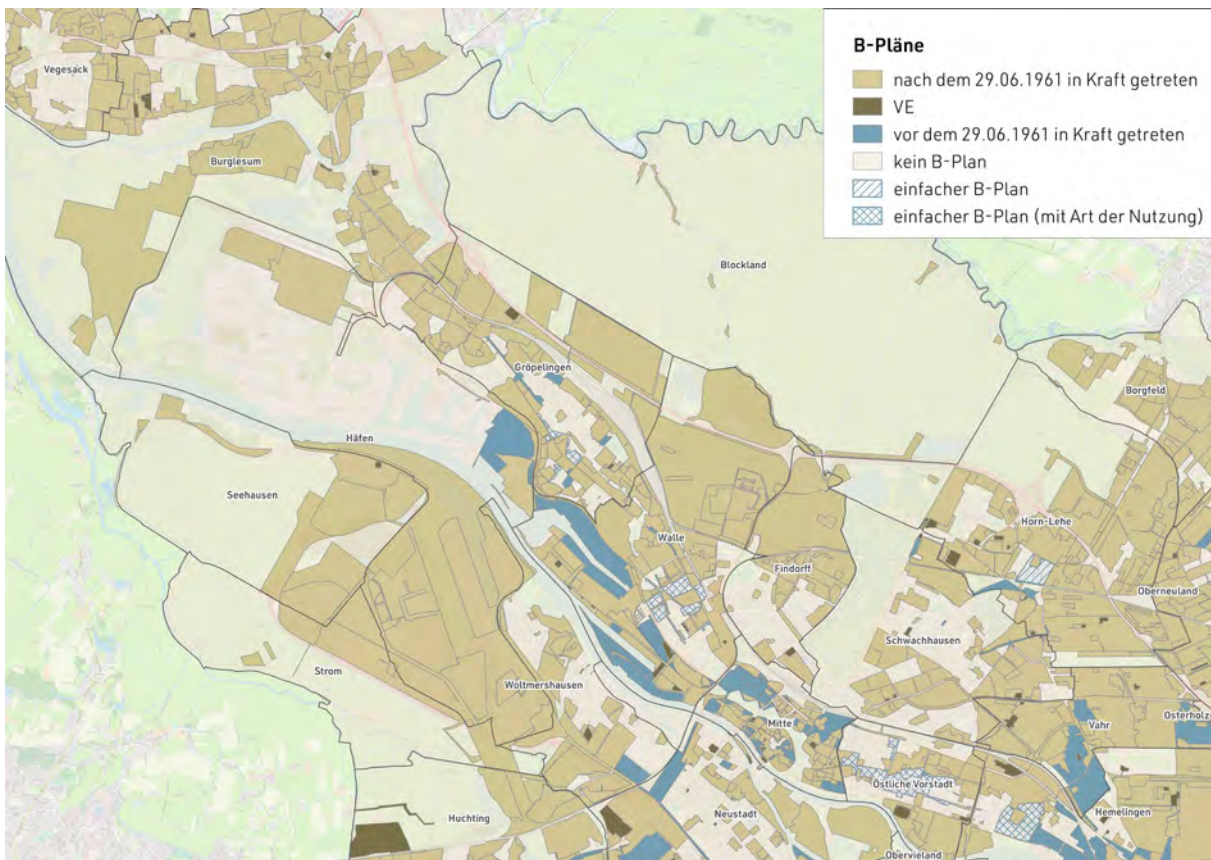 B-Pläne
nach dem 29.06.1961 in Kraft getreten
VE
vor dem 29.06.1961 in Kraft getreten
kein B-Plan
einfacher B-Plan
einfacher B-Plan (mit Art der Nutzung)
Vegesack
Burglesum
Blockland
Gröpelingen
Borgfeld
Häfen
Seehausen
Horn-Lehe
Walle
Findorff
Oberneuland
Schwachhausen
Strom
Woltmershausen
Mitte
Vahr
Osterholz
Östliche Vorstadt
Huchting
Neustadt
Hemelingen
Obervieland